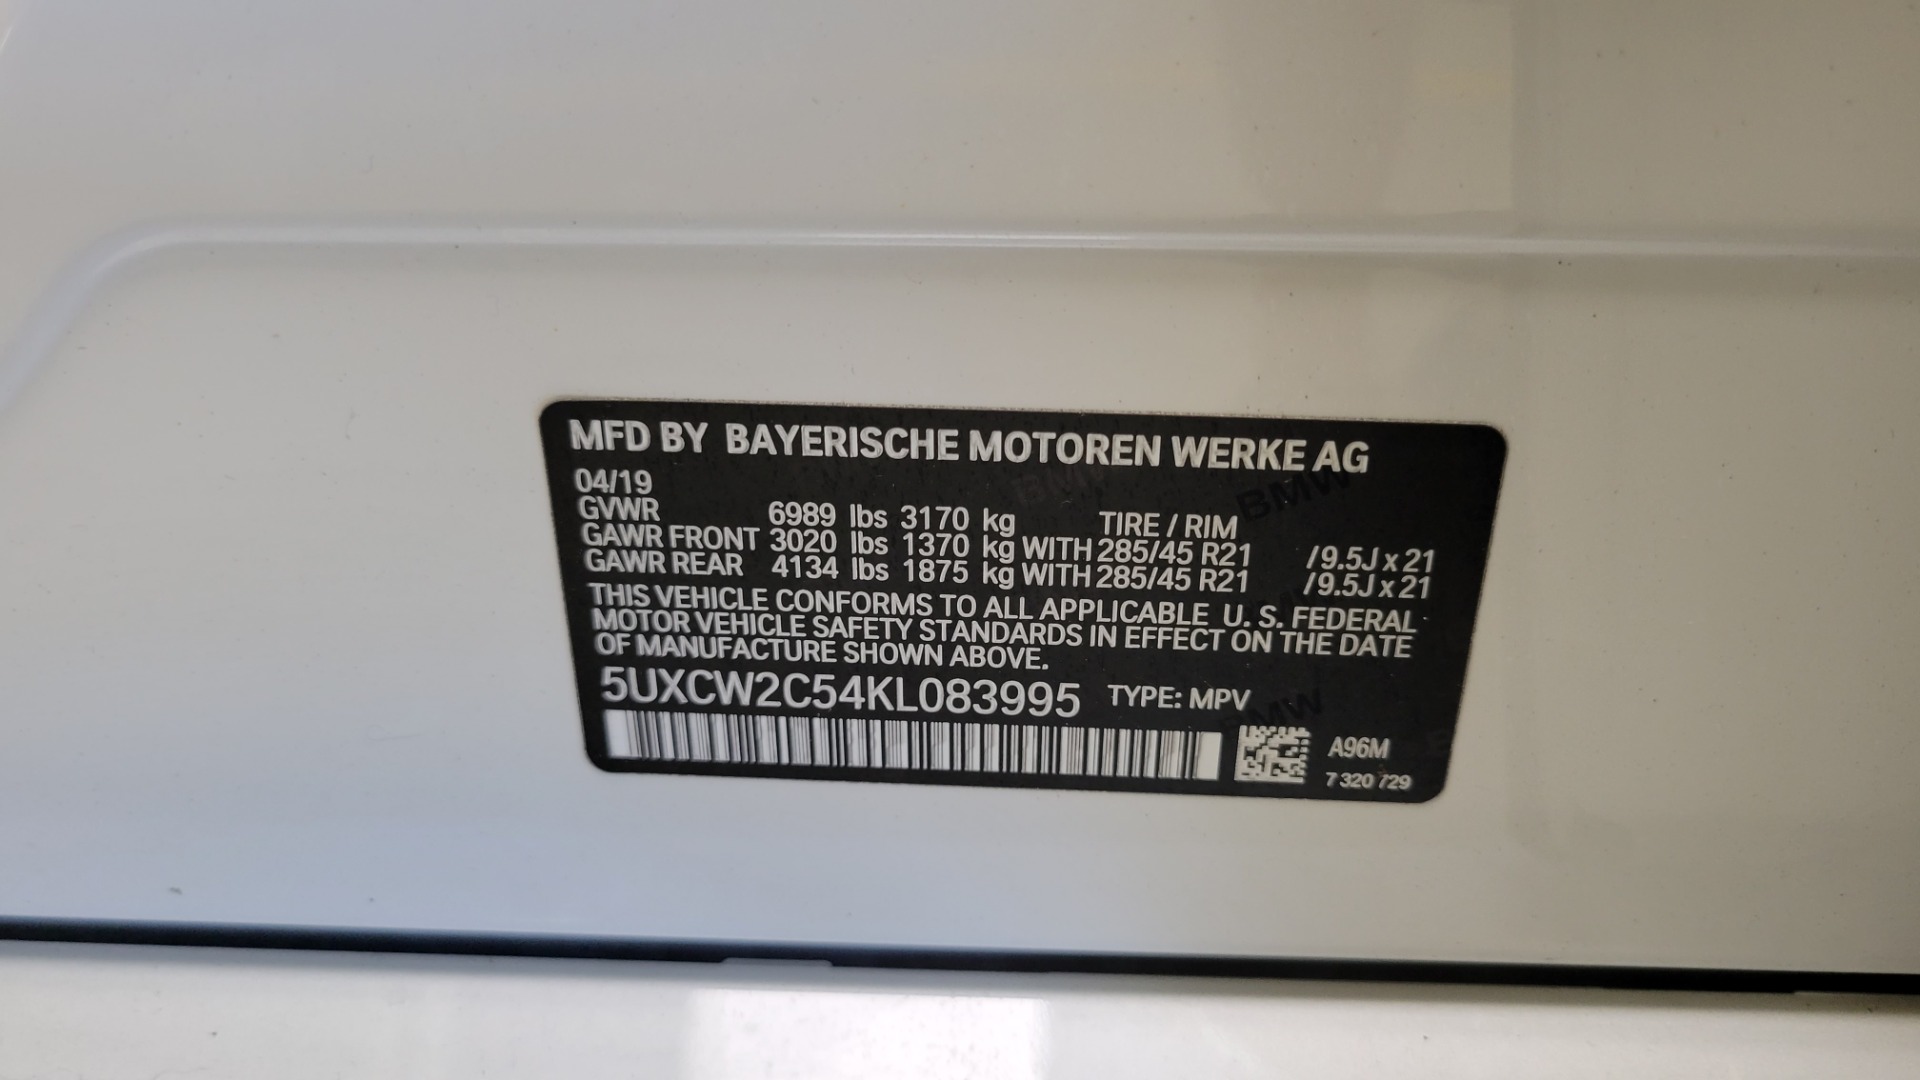 MFD BY BAYERISCHE MOTOREN WERKE AG
04/19
GVWR 6989 lbs 3170 kg TIRE / RIM
GAWR FRONT 3020 lbs 1370 kg WITH 285/45 R21 /9.5J x 21
GAWR REAR 4134 lbs 1875 kg WITH 285/45 R21 /9.5J x 21
THIS VEHICLE CONFORMS TO ALL APPLICABLE U. S. FEDERAL
MOTOR VEHICLE SAFETY STANDARDS IN EFFECT ON THE DATE
OF MANUFACTURE SHOWN ABOVE.
5UXCW2C54KL083995 TYPE: MPV
A96M
7 320 729
BMW
BMW
BMW